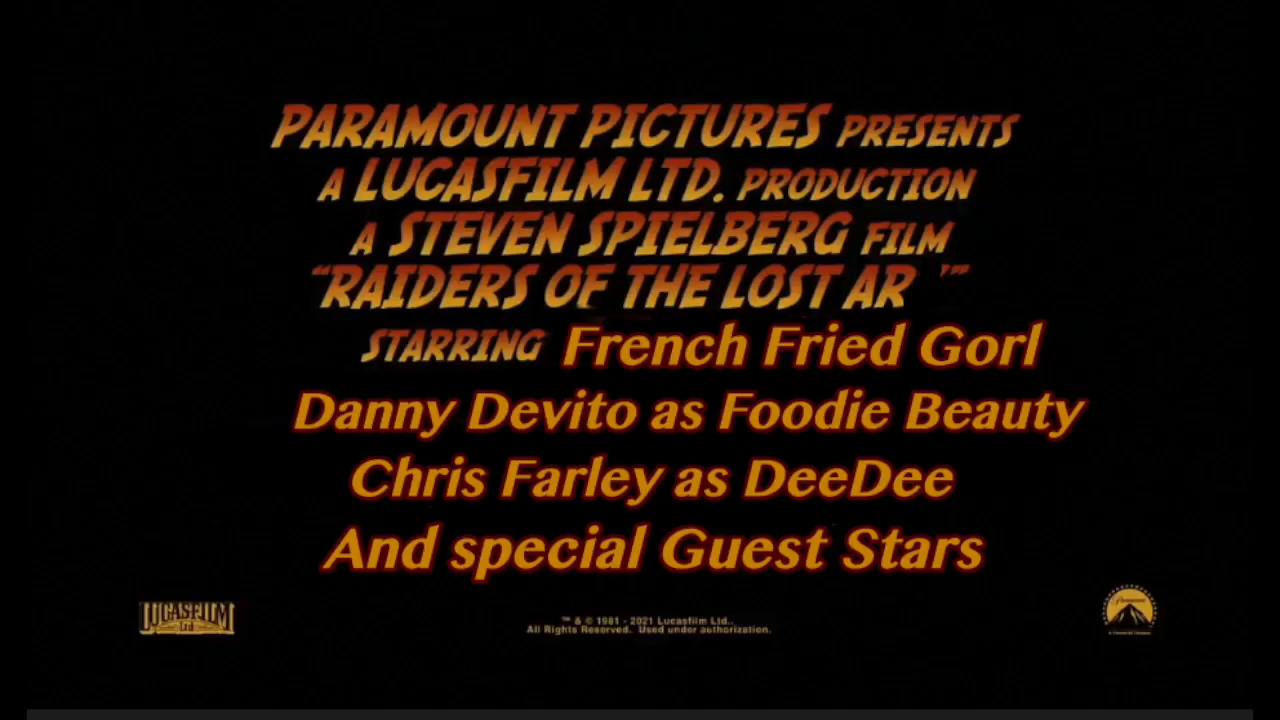 PARAMOUNT PICTURES PRESENTS
A LUCASFILM LTD. PRODUCTION
A STEVEN SPIELBERG FILM
"RAIDERS OF THE LOST AR '""
STARRING French Fried Gorl
Danny Devito as Foodie Beauty
Chris Farley as DeeDee
And special Guest Stars
LUCASFILM
Ltd
™ & © 1981 - 2021 Lucasfilm Ltd..
All Rights Reserved. Used under authorization.
Paramount